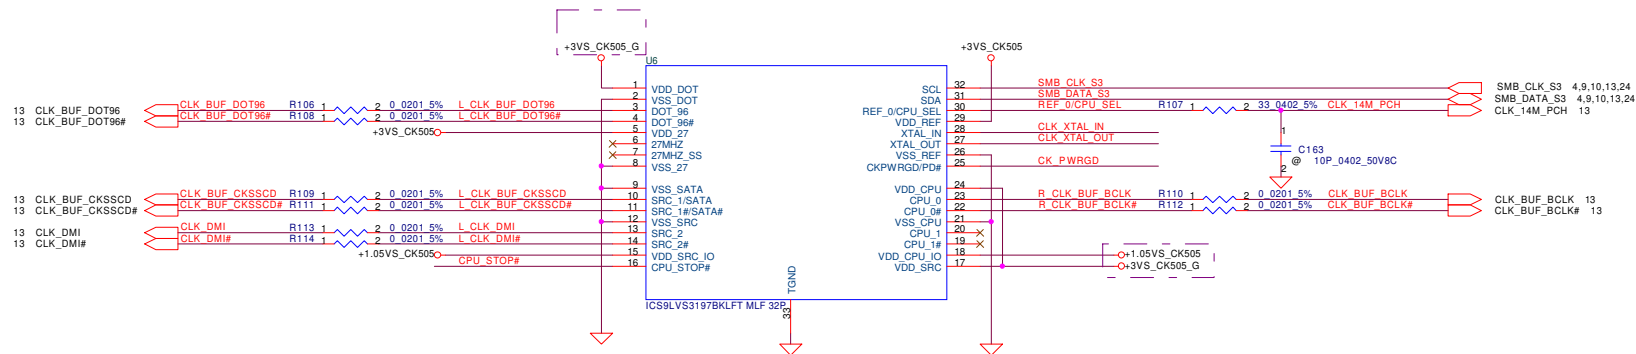 +3VS_CK505_G
+3VS_CK505
U6
1 VDD_DOT
2 VSS_DOT
3 DOT_96
4 DOT_96#
5 VDD_27
6 27MHZ
7 27MHZ_SS
8 VSS_27
9 VSS_SATA
10 SRC_1/SATA
11 SRC_1#/SATA#
12 VSS_SRC
13 SRC_2
14 SRC_2#
15 VDD_SRC_IO
16 CPU_STOP#
SCL 32
SDA 31
REF_0/CPU_SEL 30
VDD_REF 29
XTAL_IN 28
XTAL_OUT 27
VSS_REF 26
CKPWRGD/PD# 25
VDD_CPU 24
CPU_0 23
CPU_0# 22
VSS_CPU 21
CPU_1 20
CPU_1# 19
VDD_CPU_IO 18
VDD_SRC 17
TGND
33
ICS9LVS3197BKLFT MLF 32P
13 CLK_BUF_DOT96 CLK_BUF_DOT96 R106 1 2 0_0201_5% L_CLK_BUF_DOT96
13 CLK_BUF_DOT96# CLK_BUF_DOT96# R108 1 2 0_0201_5% L_CLK_BUF_DOT96#
+3VS_CK505
13 CLK_BUF_CKSSCD CLK_BUF_CKSSCD R109 1 2 0_0201_5% L_CLK_BUF_CKSSCD
13 CLK_BUF_CKSSCD# CLK_BUF_CKSSCD# R111 1 2 0_0201_5% L_CLK_BUF_CKSSCD#
13 CLK_DMI CLK_DMI R113 1 2 0_0201_5% L_CLK_DMI
13 CLK_DMI# CLK_DMI# R114 1 2 0_0201_5% L_CLK_DMI#
+1.05VS_CK505
CPU_STOP#
SMB_CLK_S3 SMB_CLK_S3 4,9,10,13,24
SMB_DATA_S3 SMB_DATA_S3 4,9,10,13,24
REF_0/CPU_SEL R107 1 2 33_0402_5% CLK_14M_PCH CLK_14M_PCH 13
CLK_XTAL_IN
CLK_XTAL_OUT
CK_PWRGD
1
C163
@ 10P_0402_50V8C
2
R_CLK_BUF_BCLK R110 1 2 0_0201_5% CLK_BUF_BCLK CLK_BUF_BCLK 13
R_CLK_BUF_BCLK# R112 1 2 0_0201_5% CLK_BUF_BCLK# CLK_BUF_BCLK# 13
+1.05VS_CK505
+3VS_CK505_G